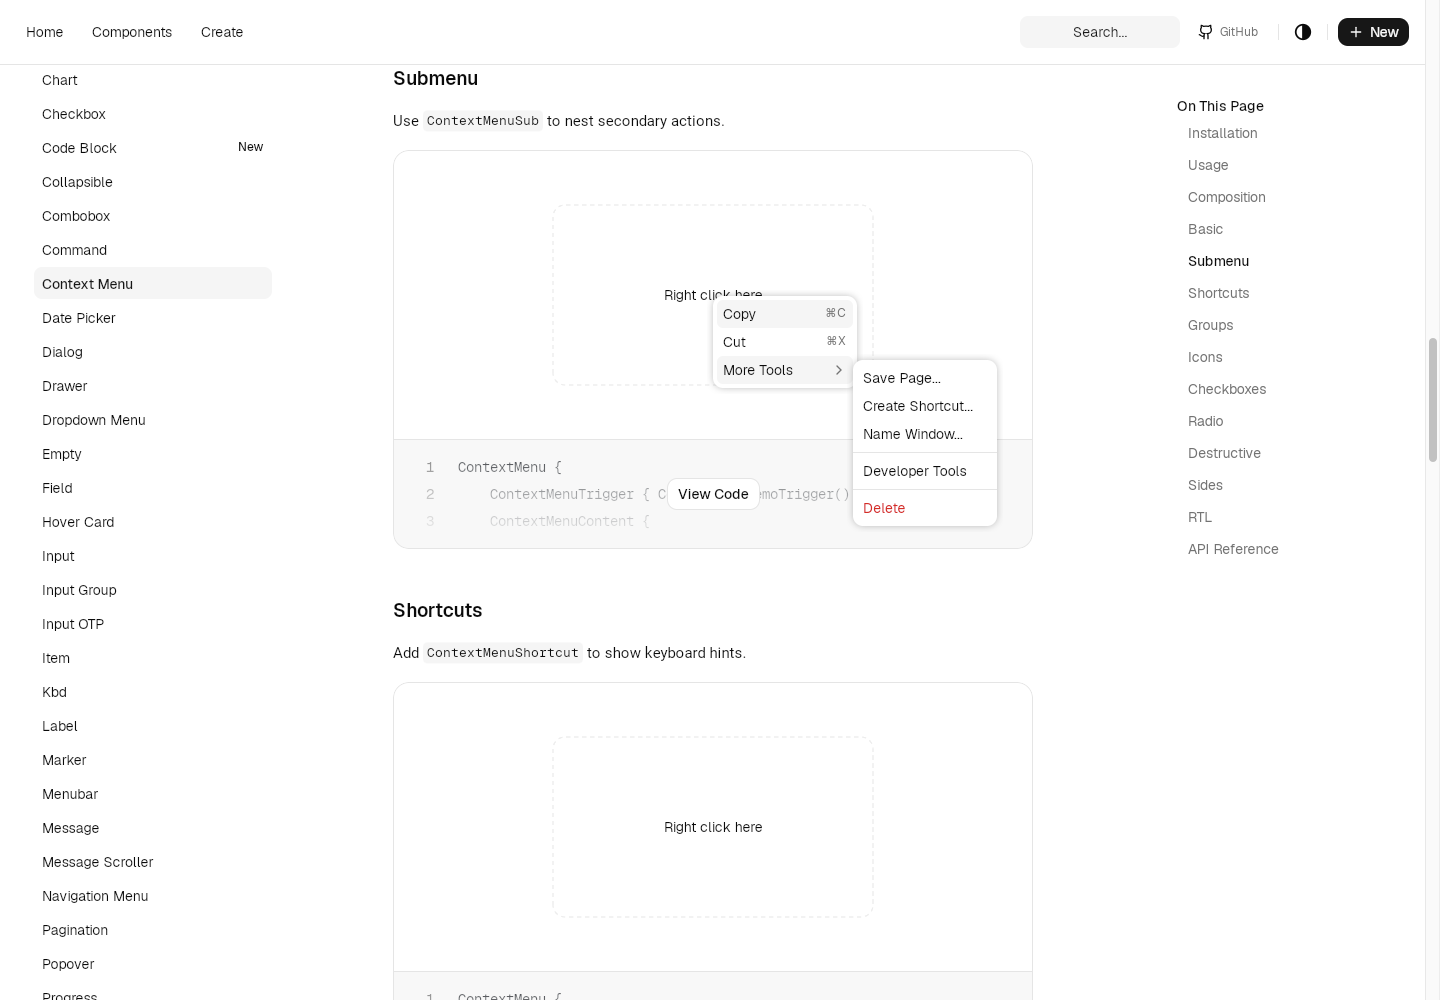 Home
Components
Create
Search...
GitHub
New
Chart
Checkbox
Code Block
New
Collapsible
Combobox
Command
Context Menu
Date Picker
Dialog
Drawer
Dropdown Menu
Empty
Field
Hover Card
Input
Input Group
Input OTP
Item
Kbd
Label
Marker
Menubar
Message
Message Scroller
Navigation Menu
Pagination
Popover
Progress
Submenu
Use ContextMenuSub to nest secondary actions.
Right click here
Copy ⌘C
Cut ⌘X
More Tools
Save Page...
Create Shortcut...
Name Window...
Developer Tools
Delete
1 ContextMenu {
2 ContextMenuTrigger {
View Code
3 ContextMenuContent {
Shortcuts
Add ContextMenuShortcut to show keyboard hints.
Right click here
1 ContextMenu {
On This Page
Installation
Usage
Composition
Basic
Submenu
Shortcuts
Groups
Icons
Checkboxes
Radio
Destructive
Sides
RTL
API Reference